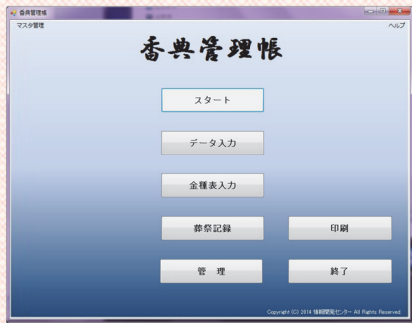 香典管理帳
マスタ管理 ヘルプ
香典管理帳
スタート
データ入力
金種表入力
葬祭記録 印刷
管 理 終了
Copyright (C) 2014 情報開発センター All Rights Reserved.